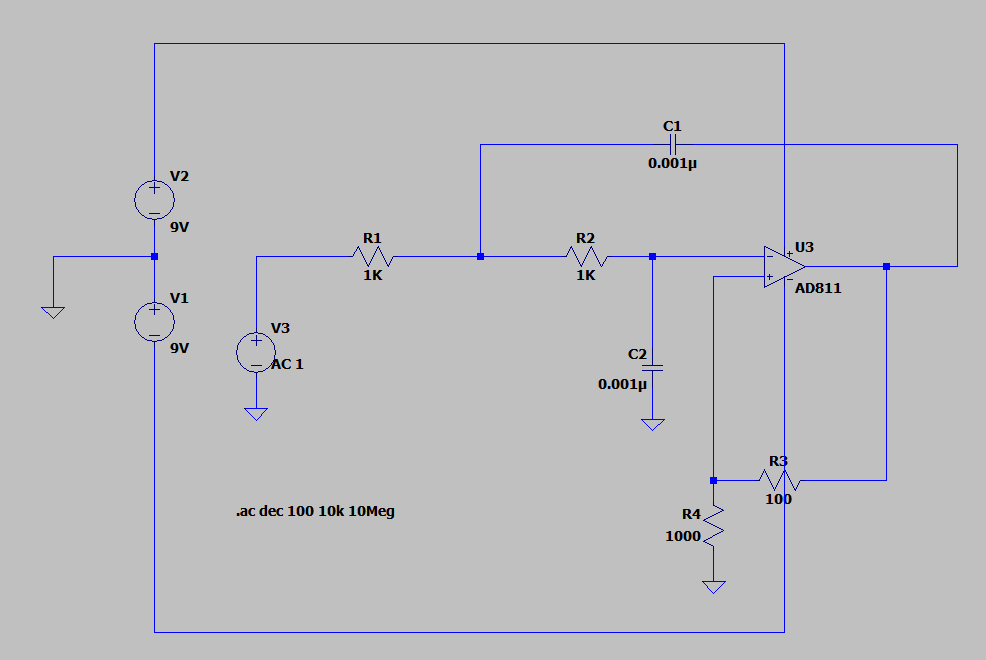 C1
0.001µ
V2
9V
R1
1K
R2
1K
U3
AD811
V1
9V
V3
AC 1
C2
0.001µ
R3
100
.ac dec 100 10k 10Meg
R4
1000